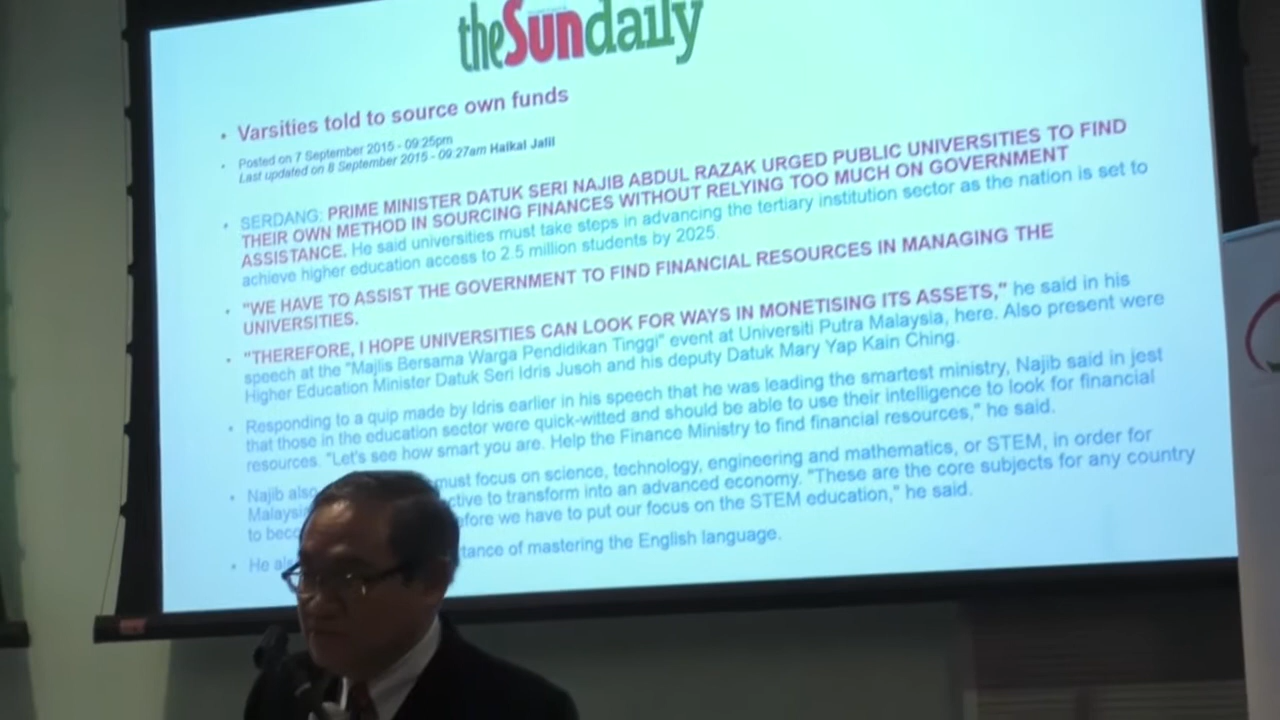 theSundaily
• Varsities told to source own funds
• Posted on 7 September 2015 - 09:25pm
Last updated on 8 September 2015 - 09:27am Haikal Jalil
• SERDANG: PRIME MINISTER DATUK SERI NAJIB ABDUL RAZAK URGED PUBLIC UNIVERSITIES TO FIND
THEIR OWN METHOD IN SOURCING FINANCES WITHOUT RELYING TOO MUCH ON GOVERNMENT
ASSISTANCE. He said universities must take steps in advancing the tertiary institution sector as the nation is set to
achieve higher education access to 2.5 million students by 2025.
• "WE HAVE TO ASSIST THE GOVERNMENT TO FIND FINANCIAL RESOURCES IN MANAGING THE
UNIVERSITIES.
• "THEREFORE, I HOPE UNIVERSITIES CAN LOOK FOR WAYS IN MONETISING ITS ASSETS," he said in his
speech at the "Majlis Bersama Warga Pendidikan Tinggi" event at Universiti Putra Malaysia, here. Also present were
Higher Education Minister Datuk Seri Idris Jusoh and his deputy Datuk Mary Yap Kain Ching.
• Responding to a quip made by Idris earlier in his speech that he was leading the smartest ministry, Najib said in jest
that those in the education sector were quick-witted and should be able to use their intelligence to look for financial
resources. "Let's see how smart you are. Help the Finance Ministry to find financial resources," he said.
• Najib also must focus on science, technology, engineering and mathematics, or STEM, in order for
Malaysia ctive to transform into an advanced economy. "These are the core subjects for any country
to bec efore we have to put our focus on the STEM education," he said.
• He als tance of mastering the English language.